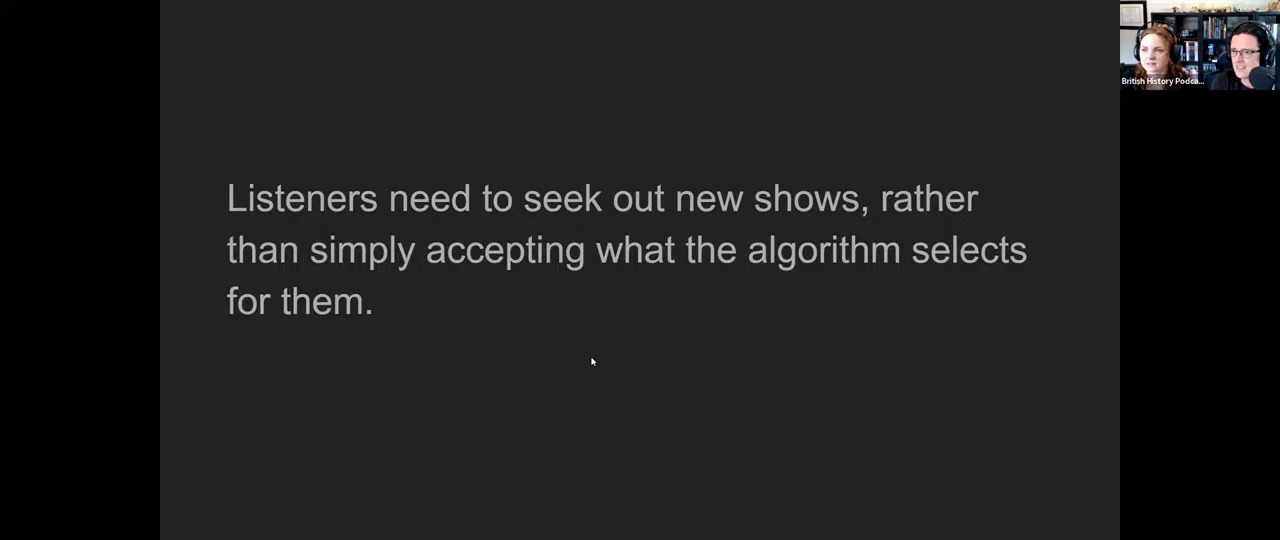 British History Podca...
Listeners need to seek out new shows, rather
than simply accepting what the algorithm selects
for them.